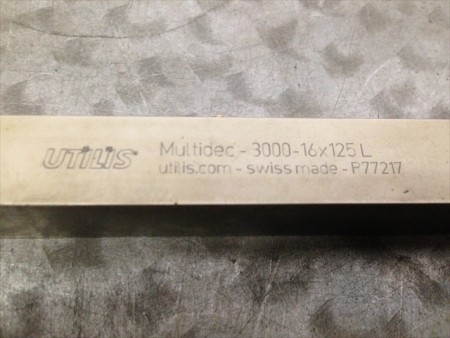 UTILIS
Multidec - 3000-16x125 L
utilis.com - swiss made - P77217